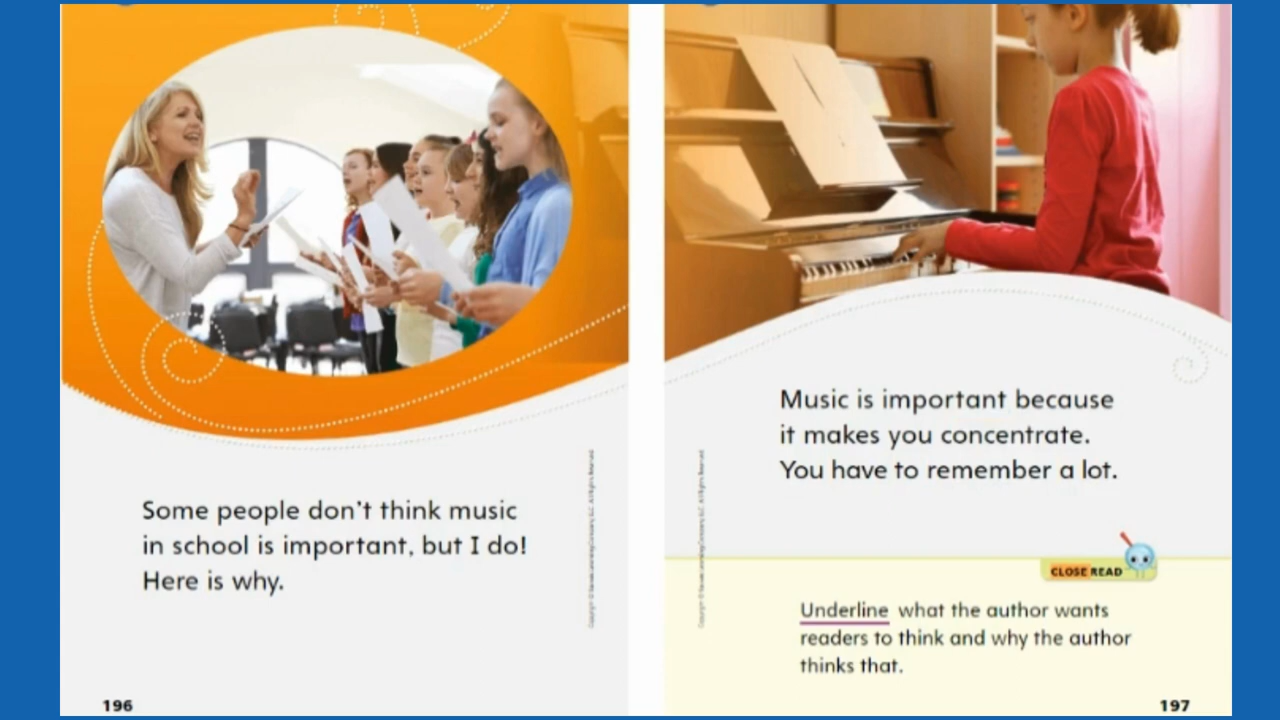 Some people don't think music
in school is important, but I do!
Here is why.
196
Music is important because
it makes you concentrate.
You have to remember a lot.
CLOSE READ
Underline what the author wants
readers to think and why the author
thinks that.
197